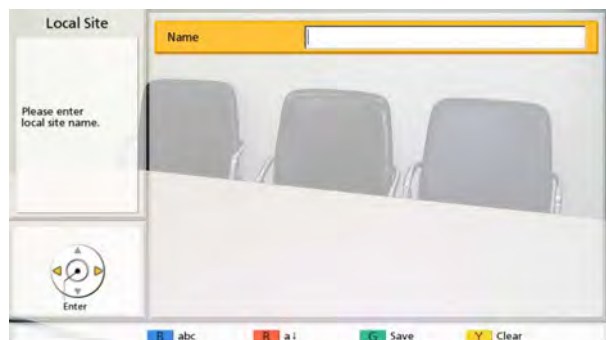 Local Site
Name
Please enter
local site name.
Enter
B abc
R a↓
G Save
Y Clear